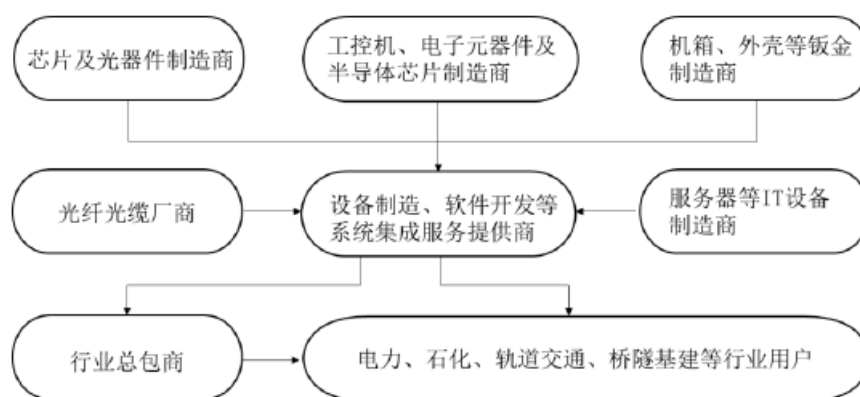 芯片及光器件制造商
工控机、电子元器件及
半导体芯片制造商
机箱、外壳等钣金
制造商
光纤光缆厂商
设备制造、软件开发等
系统集成服务提供商
服务器等IT设备
制造商
行业总包商
电力、石化、轨道交通、桥隧基建等行业用户